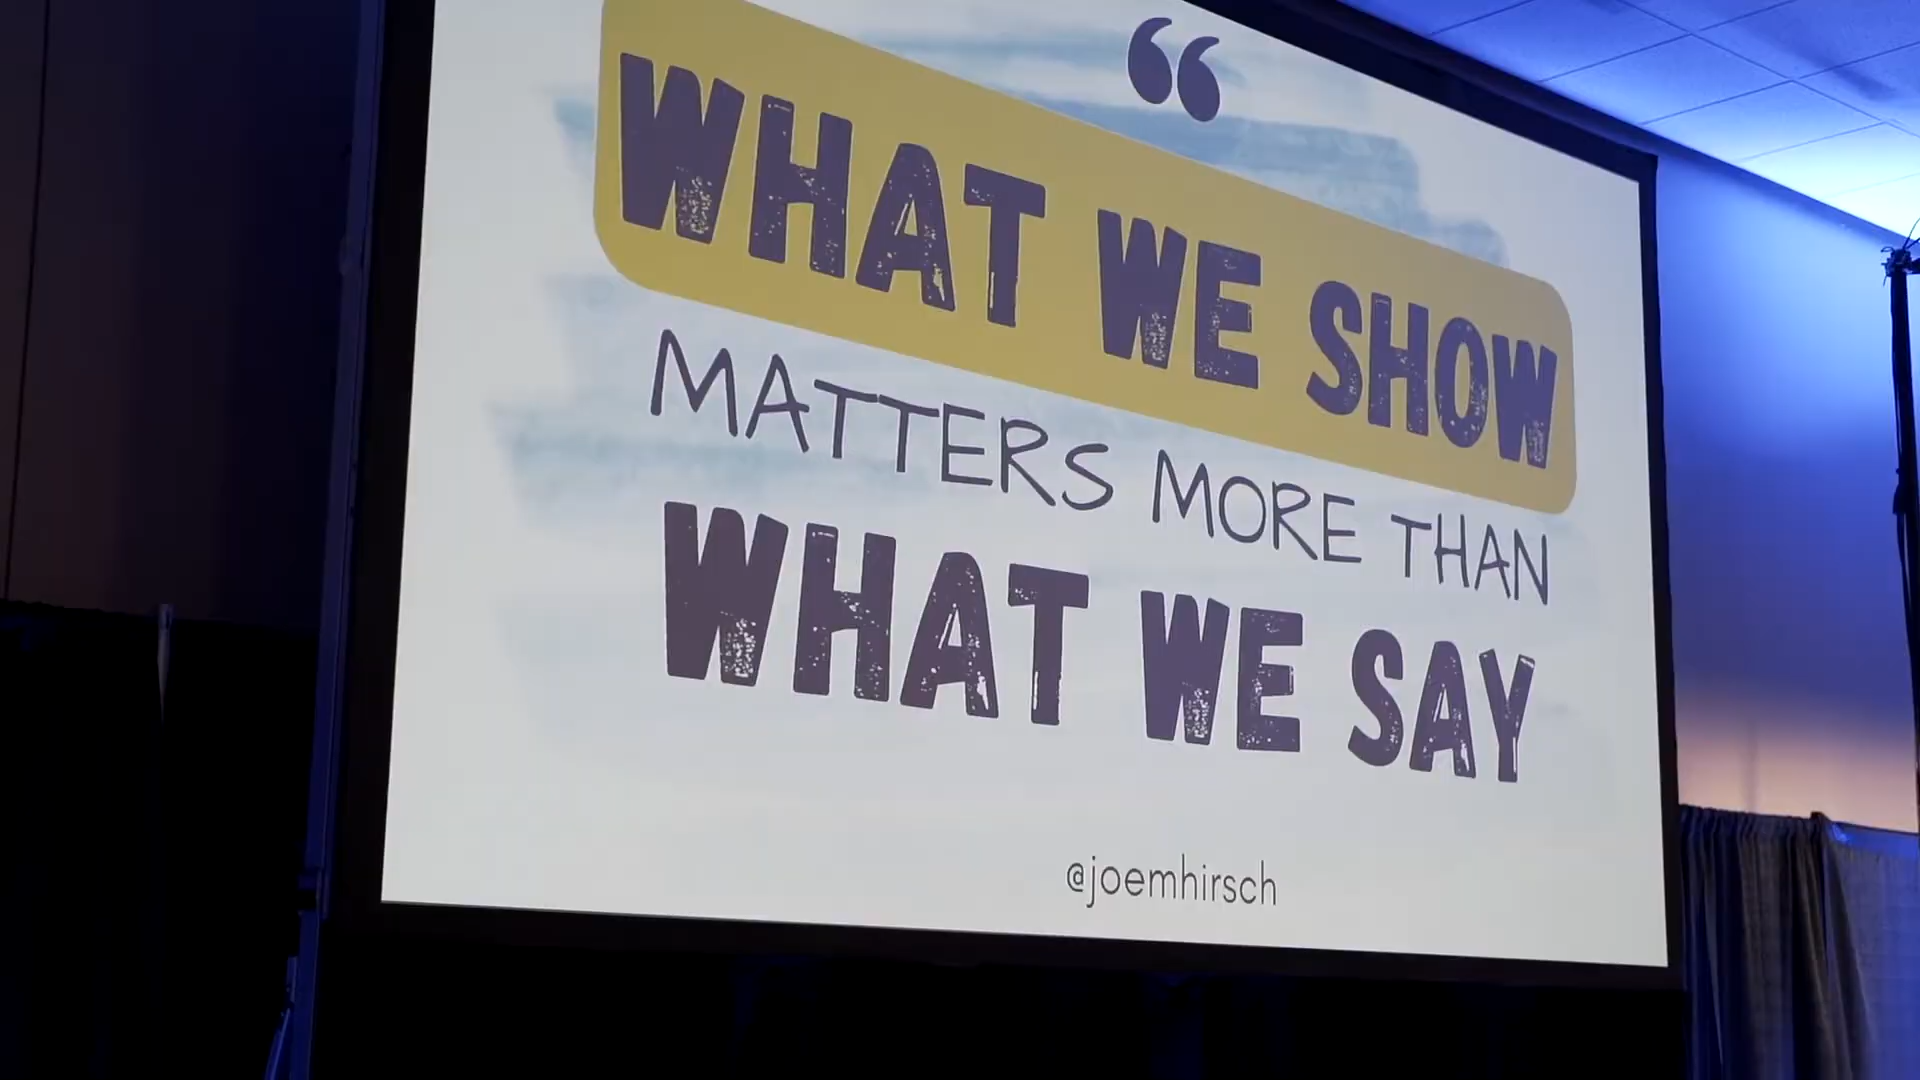 “
WHAT WE SHOW
MATTERS MORE THAN
WHAT WE SAY
@joemhirsch